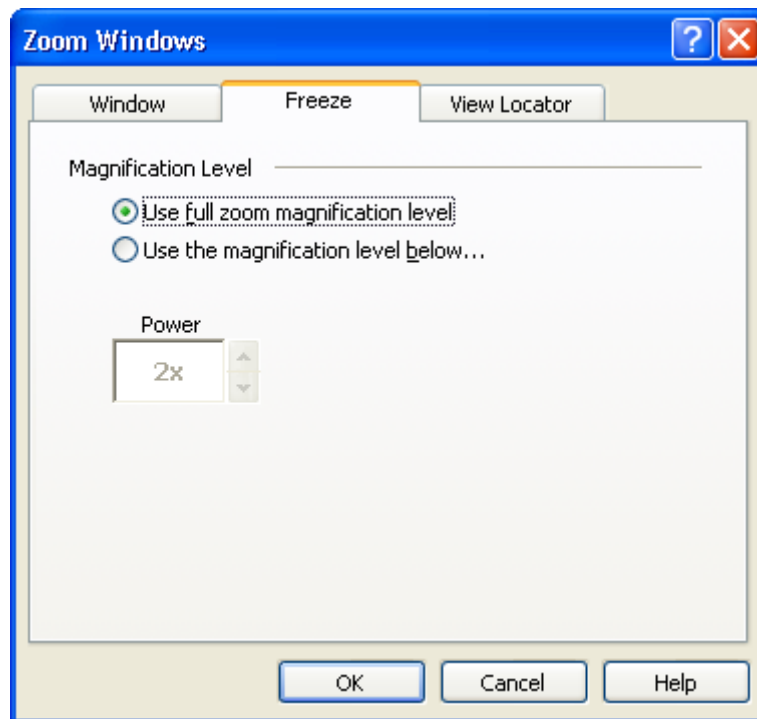 Zoom Windows
Window Freeze View Locator
Magnification Level
Use full zoom magnification level
Use the magnification level below...
Power
2x
OK Cancel Help